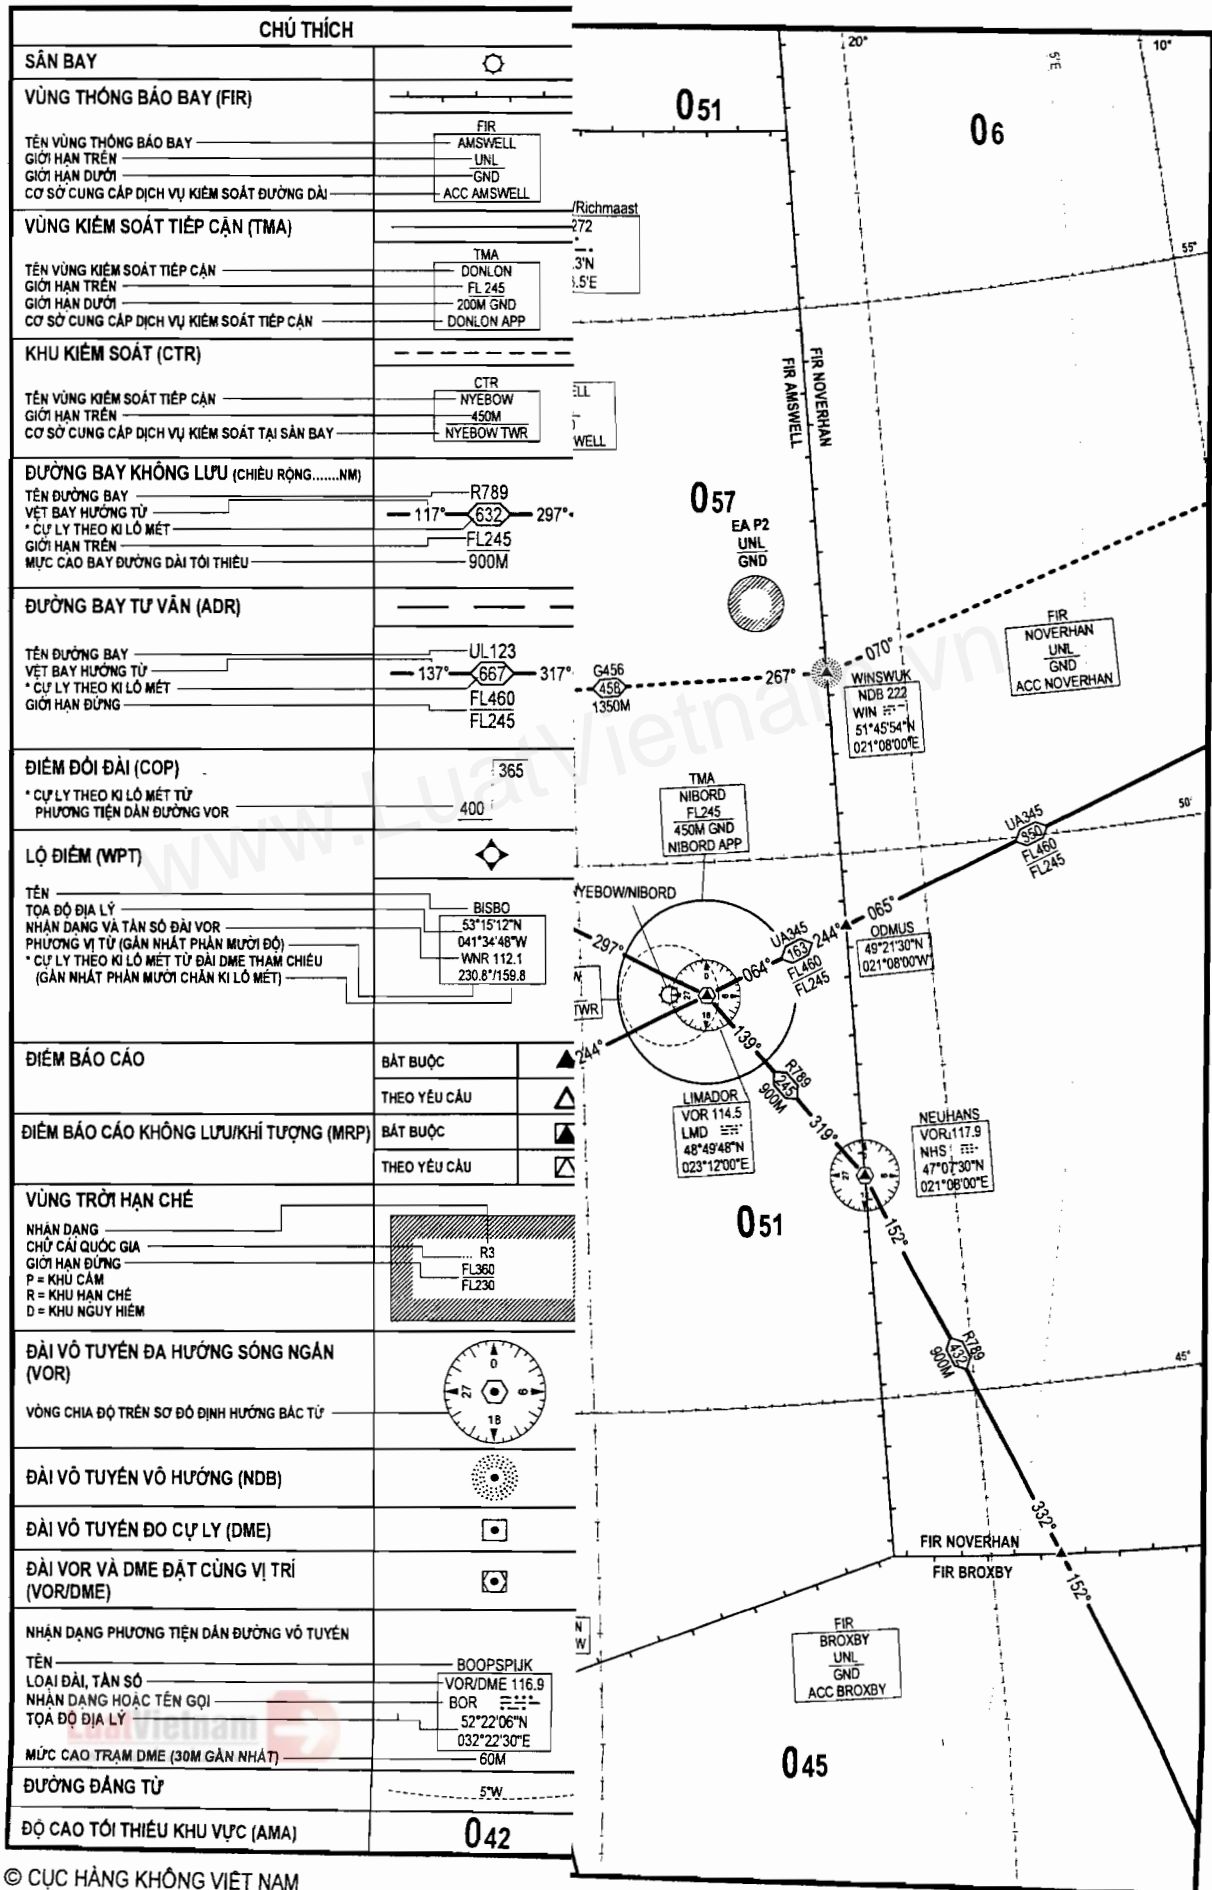 CHÚ THÍCH
SÂN BAY
VÙNG THÔNG BÁO BAY (FIR)
FIR
TÊN VÙNG THÔNG BÁO BAY
AMSWELL
GIỚI HẠN TRÊN
UNL
GIỚI HẠN DƯỚI
GND
CƠ SỞ CUNG CẤP DỊCH VỤ KIỂM SOÁT ĐƯỜNG DÀI
ACC AMSWELL
VÙNG KIỂM SOÁT TIẾP CẬN (TMA)
TMA
TÊN VÙNG KIỂM SOÁT TIẾP CẬN
DONLON
GIỚI HẠN TRÊN
FL 245
GIỚI HẠN DƯỚI
200M GND
CƠ SỞ CUNG CẤP DỊCH VỤ KIỂM SOÁT TIẾP CẬN
DONLON APP
KHU KIỂM SOÁT (CTR)
CTR
TÊN VÙNG KIỂM SOÁT TIẾP CẬN
NYEBOW
GIỚI HẠN TRÊN
450M
CƠ SỞ CUNG CẤP DỊCH VỤ KIỂM SOÁT TẠI SÂN BAY
NYEBOW TWR
ĐƯỜNG BAY KHÔNG LƯU (CHIỀU RỘNG.......NM)
TÊN ĐƯỜNG BAY
R789
VỆT BAY HƯỚNG TỪ
117° 632 297°
* CỰ LY THEO KI LÔ MÉT
GIỚI HẠN TRÊN
FL245
MỰC CAO BAY ĐƯỜNG DÀI TỐI THIỂU
900M
ĐƯỜNG BAY TƯ VẤN (ADR)
TÊN ĐƯỜNG BAY
UL123
VỆT BAY HƯỚNG TỪ
137° 667 317°
* CỰ LY THEO KI LÔ MÉT
GIỚI HẠN ĐỨNG
FL460
FL245
ĐIỂM ĐỔI ĐÀI (COP)
365
* CỰ LY THEO KI LÔ MÉT TỪ
PHƯƠNG TIỆN DẪN ĐƯỜNG VOR
400
LỘ ĐIỂM (WPT)
TÊN
BISBO
TỌA ĐỘ ĐỊA LÝ
53°15'12"N
041°34'48"W
NHẬN DẠNG VÀ TẦN SỐ ĐÀI VOR
WNR 112.1
PHƯƠNG VỊ TỪ (GẦN NHẤT PHẦN MƯỜI ĐỘ)
* CỰ LY THEO KI LÔ MÉT TỪ ĐÀI DME THAM CHIẾU
(GẦN NHẤT PHẦN MƯỜI CHẴN KI LÔ MÉT)
230.8°/159.8
ĐIỂM BÁO CÁO
BẮT BUỘC
THEO YÊU CẦU
ĐIỂM BÁO CÁO KHÔNG LƯU/KHÍ TƯỢNG (MRP)
BẮT BUỘC
THEO YÊU CẦU
VÙNG TRỜI HẠN CHẾ
NHẬN DẠNG
CHỮ CÁI QUỐC GIA
R3
GIỚI HẠN ĐỨNG
FL360
FL230
P = KHU CẤM
R = KHU HẠN CHẾ
D = KHU NGUY HIỂM
ĐÀI VÔ TUYẾN ĐA HƯỚNG SÓNG NGẮN
(VOR)
0
27
6
18
VÒNG CHIA ĐỘ TRÊN SƠ ĐỒ ĐỊNH HƯỚNG BẮC TỪ
ĐÀI VÔ TUYẾN VÔ HƯỚNG (NDB)
ĐÀI VÔ TUYẾN ĐO CỰ LY (DME)
ĐÀI VOR VÀ DME ĐẶT CÙNG VỊ TRÍ
(VOR/DME)
NHẬN DẠNG PHƯƠNG TIỆN DẪN ĐƯỜNG VÔ TUYẾN
TÊN
BOOPSPIJK
LOẠI ĐÀI, TẦN SỐ
VOR/DME 116.9
NHẬN DẠNG HOẶC TÊN GỌI
BOR
TỌA ĐỘ ĐỊA LÝ
52°22'06"N
032°22'30"E
MỨC CAO TRẠM DME (30M GẦN NHẤT)
60M
ĐƯỜNG ĐẲNG TỪ
5°W
ĐỘ CAO TỐI THIỂU KHU VỰC (AMA)
042
© CỤC HÀNG KHÔNG VIỆT NAM
20°
5°E
10°
051
06
/Richmaast
272
.3'N
.5'E
55°
FIR NOVERHAN
FIR AMSWELL
ELL
WELL
057
EA P2
UNL
GND
G456
458
1350M
267°
070°
WINSWUK
NDB 222
WIN
51°45'54"N
021°08'00"E
FIR
NOVERHAN
UNL
GND
ACC NOVERHAN
TMA
NIBORD
FL245
450M GND
NIBORD APP
50°
UA345
350
FL460
FL245
YEBOW/NIBORD
297°
064°
UA345
163
FL460
FL245
244°
065°
ODMUS
49°21'30"N
021°08'00"W
TWR
244°
139°
R789
245
900M
319°
LIMADOR
VOR 114.5
LMD
48°49'48"N
023°12'00"E
NEUHANS
VOR 117.9
NHS
47°07'30"N
021°08'00"E
051
152°
R789
432
900M
45°
332°
FIR NOVERHAN
FIR BROXBY
152°
N
W
FIR
BROXBY
UNL
GND
ACC BROXBY
045
www.LuatVietnam.vn
LuatVietnam